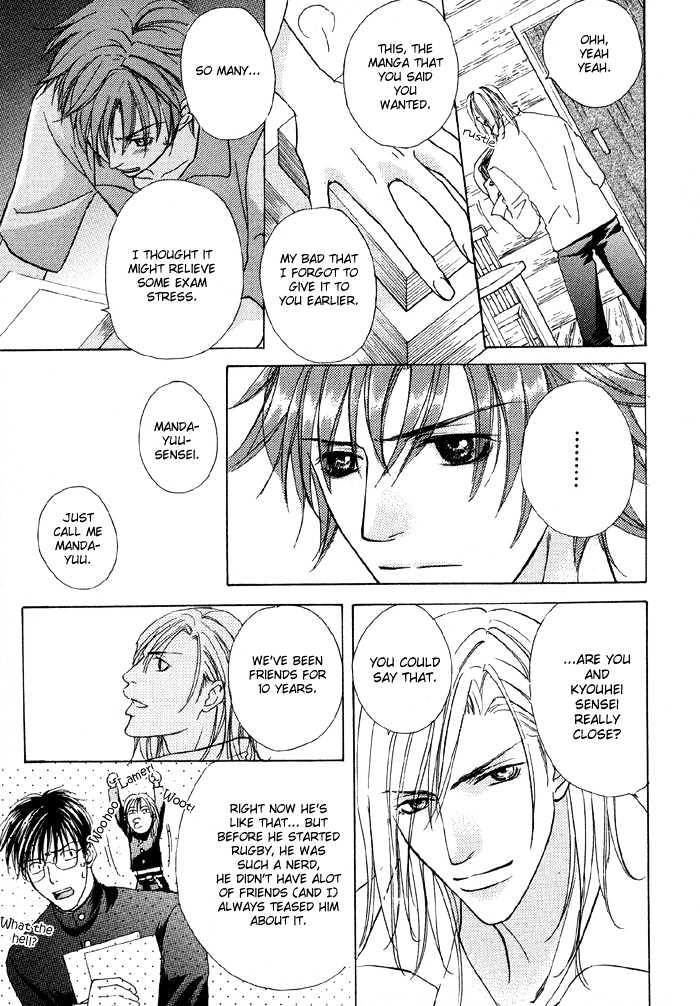 OHH,
YEAH
YEAH.
rustle
THIS, THE
MANGA THAT
YOU SAID
YOU
WANTED.
MY BAD THAT
I FORGOT TO
GIVE IT TO
YOU EARLIER.
SO MANY...
I THOUGHT IT
MIGHT RELIEVE
SOME EXAM
STRESS.
.........
MANDA-
YUU-
SENSEI.
JUST
CALL ME
MANDA-
YUU.
...ARE YOU
AND
KYOUHEI
SENSEI
REALLY
CLOSE?
YOU COULD
SAY THAT.
WE'VE BEEN
FRIENDS FOR
10 YEARS.
RIGHT NOW HE'S
LIKE THAT... BUT
BEFORE HE STARTED
RUGBY, HE WAS
SUCH A NERD,
HE DIDN'T HAVE ALOT
OF FRIENDS (AND I)
ALWAYS TEASED HIM
ABOUT IT.
Woohoo Lamer!
Woot!
What the
hell?